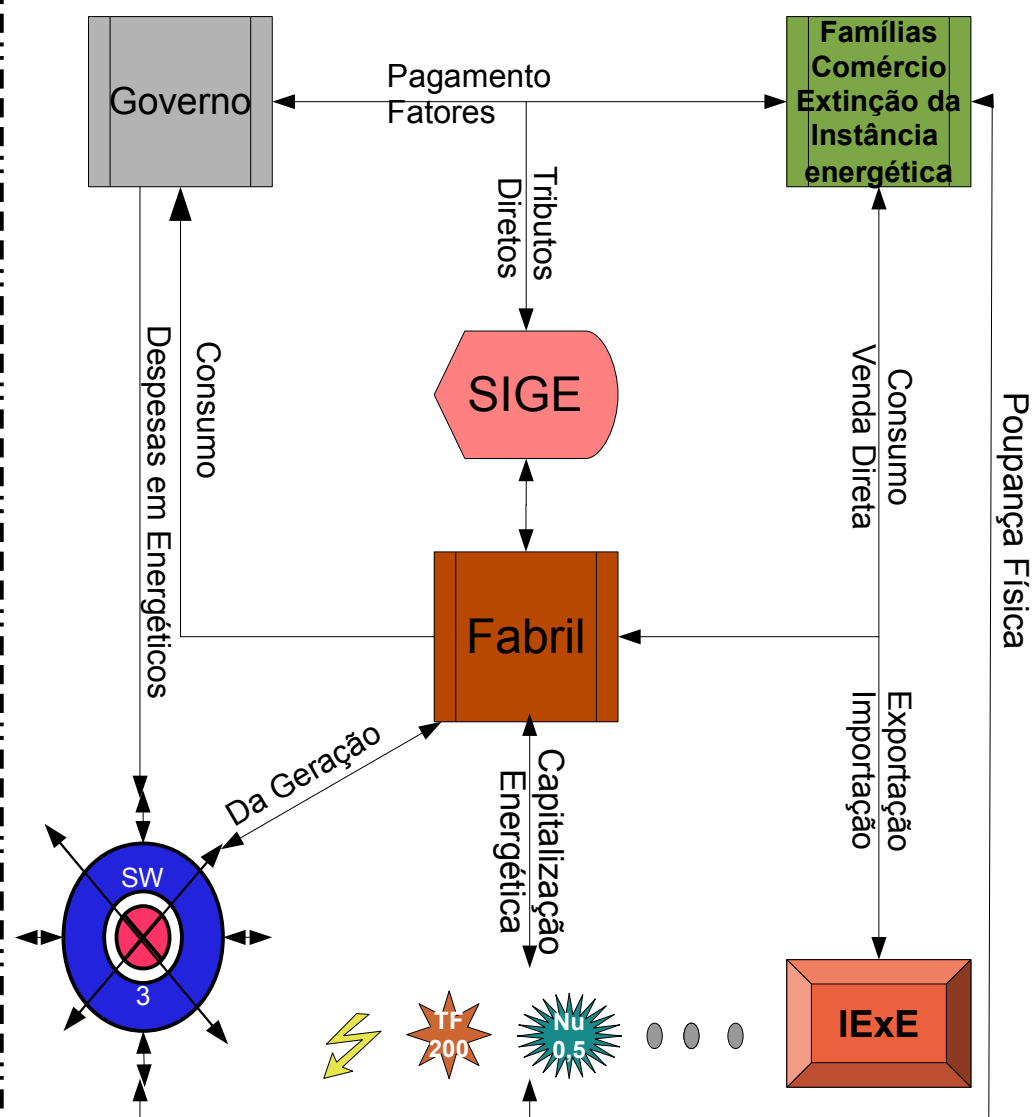 Governo
Pagamento
Fatores
Famílias
Comércio
Extinção da
Instância
energética
Tributos
Diretos
SIGE
Consumo
Despesas em Energéticos
Consumo
Venda Direta
Poupança Física
Fabril
Da Geração
Capitalização
Energética
Exportação
Importação
SW
3
TF
200
Nu
0,5
IExE